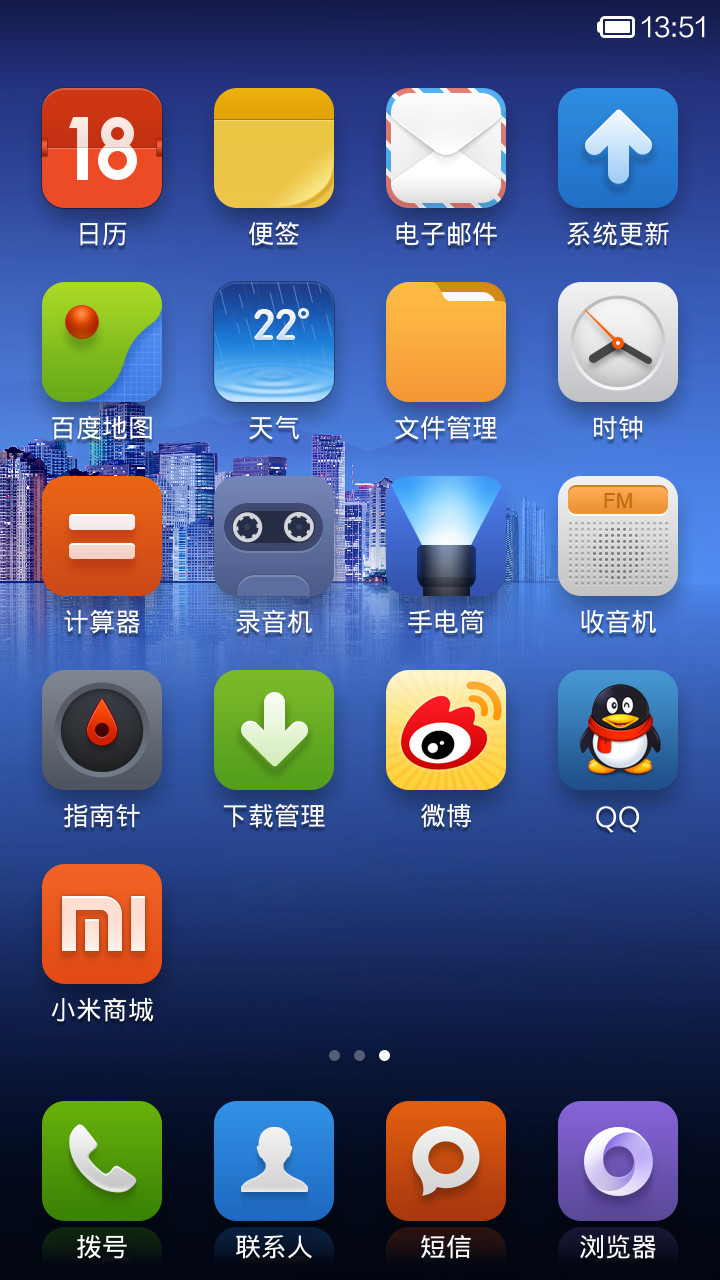 13:51
18
日历
便签
电子邮件
系统更新
22°
百度地图
天气
文件管理
时钟
FM
计算器
录音机
手电筒
收音机
指南针
下载管理
微博
QQ
mi
小米商城
拨号
联系人
短信
浏览器